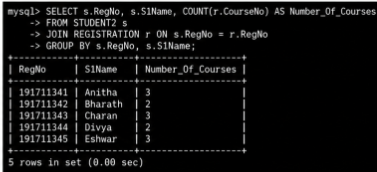 mysql> SELECT s.RegNo, s.S1Name, COUNT(r.CourseNo) AS Number_Of_Courses
    -> FROM STUDENT2 s
    -> JOIN REGISTRATION r ON s.RegNo = r.RegNo
    -> GROUP BY s.RegNo, s.S1Name;
+-----------+---------+-------------------+
| RegNo     | S1Name  | Number_Of_Courses |
+-----------+---------+-------------------+
| 191711341 | Anitha  | 3                 |
| 191711342 | Bharath | 2                 |
| 191711343 | Charan  | 3                 |
| 191711344 | Divya   | 2                 |
| 191711345 | Eshwar  | 3                 |
+-----------+---------+-------------------+
5 rows in set (0.00 sec)